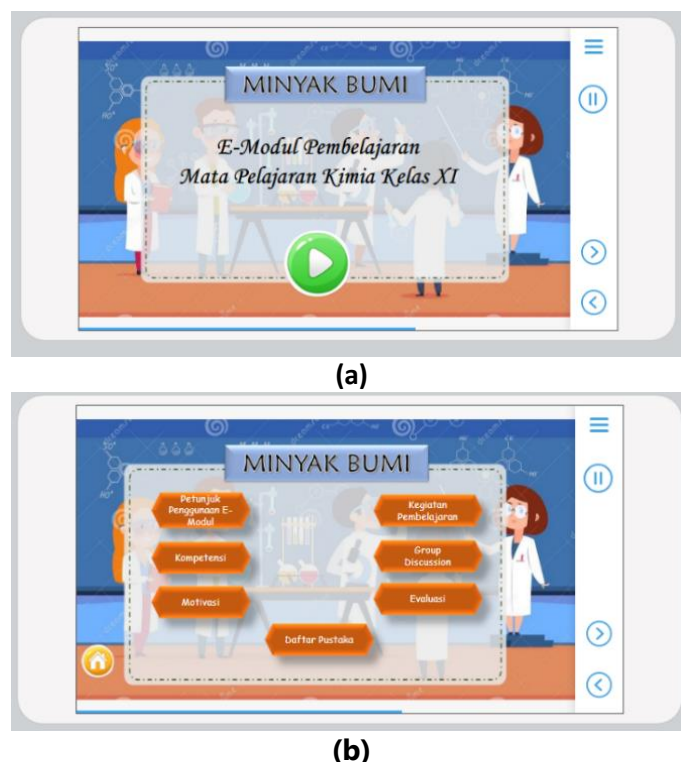 MINYAK BUMI
E-Modul Pembelajaran
Mata Pelajaran Kimia Kelas XI
(a)
MINYAK BUMI
Petunjuk
Penggunaan E-
Modul
Kegiatan
Pembelajaran
Kompetensi
Group
Discussion
Motivasi
Evaluasi
Daftar Pustaka
(b)